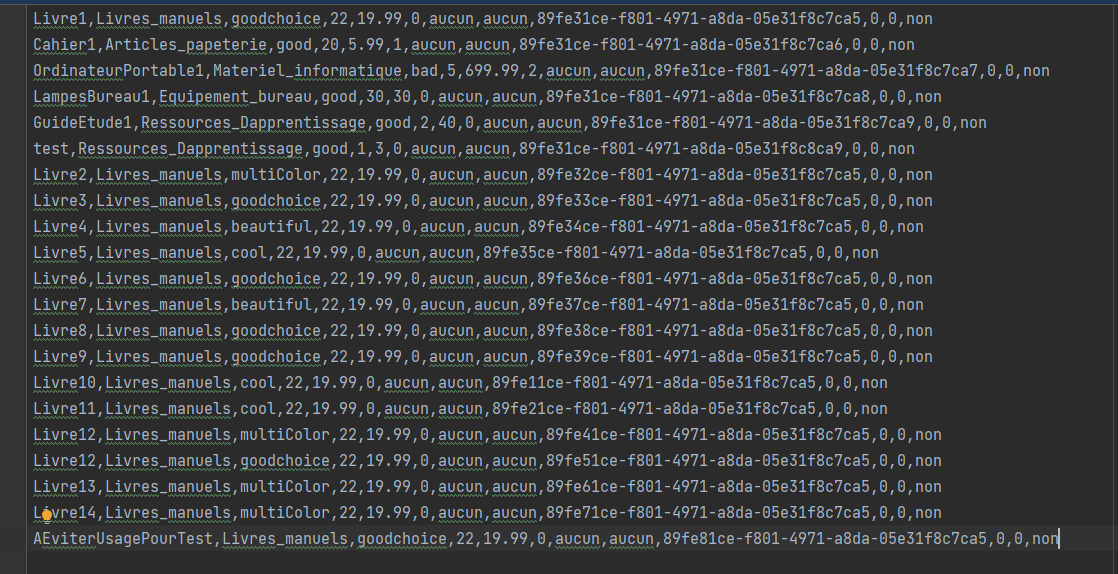 Livre1,Livres_manuels,goodchoice,22,19.99,0,aucun,aucun,89fe31ce-f801-4971-a8da-05e31f8c7ca5,0,0,non
Cahier1,Articles_papeterie,good,20,5.99,1,aucun,aucun,89fe31ce-f801-4971-a8da-05e31f8c7ca6,0,0,non
OrdinateurPortable1,Materiel_informatique,bad,5,699.99,2,aucun,aucun,89fe31ce-f801-4971-a8da-05e31f8c7ca7,0,0,non
LampesBureau1,Equipement_bureau,good,30,30,0,aucun,aucun,89fe31ce-f801-4971-a8da-05e31f8c7ca8,0,0,non
GuideEtude1,Ressources_Dapprentissage,good,2,40,0,aucun,aucun,89fe31ce-f801-4971-a8da-05e31f8c7ca9,0,0,non
test,Ressources_Dapprentissage,good,1,3,0,aucun,aucun,89fe31ce-f801-4971-a8da-05e31f8c8ca9,0,0,non
Livre2,Livres_manuels,multiColor,22,19.99,0,aucun,aucun,89fe32ce-f801-4971-a8da-05e31f8c7ca5,0,0,non
Livre3,Livres_manuels,goodchoice,22,19.99,0,aucun,aucun,89fe33ce-f801-4971-a8da-05e31f8c7ca5,0,0,non
Livre4,Livres_manuels,beautiful,22,19.99,0,aucun,aucun,89fe34ce-f801-4971-a8da-05e31f8c7ca5,0,0,non
Livre5,Livres_manuels,cool,22,19.99,0,aucun,aucun,89fe35ce-f801-4971-a8da-05e31f8c7ca5,0,0,non
Livre6,Livres_manuels,goodchoice,22,19.99,0,aucun,aucun,89fe36ce-f801-4971-a8da-05e31f8c7ca5,0,0,non
Livre7,Livres_manuels,beautiful,22,19.99,0,aucun,aucun,89fe37ce-f801-4971-a8da-05e31f8c7ca5,0,0,non
Livre8,Livres_manuels,goodchoice,22,19.99,0,aucun,aucun,89fe38ce-f801-4971-a8da-05e31f8c7ca5,0,0,non
Livre9,Livres_manuels,goodchoice,22,19.99,0,aucun,aucun,89fe39ce-f801-4971-a8da-05e31f8c7ca5,0,0,non
Livre10,Livres_manuels,cool,22,19.99,0,aucun,aucun,89fe11ce-f801-4971-a8da-05e31f8c7ca5,0,0,non
Livre11,Livres_manuels,cool,22,19.99,0,aucun,aucun,89fe21ce-f801-4971-a8da-05e31f8c7ca5,0,0,non
Livre12,Livres_manuels,multiColor,22,19.99,0,aucun,aucun,89fe41ce-f801-4971-a8da-05e31f8c7ca5,0,0,non
Livre12,Livres_manuels,goodchoice,22,19.99,0,aucun,aucun,89fe51ce-f801-4971-a8da-05e31f8c7ca5,0,0,non
Livre13,Livres_manuels,multiColor,22,19.99,0,aucun,aucun,89fe61ce-f801-4971-a8da-05e31f8c7ca5,0,0,non
Livre14,Livres_manuels,multiColor,22,19.99,0,aucun,aucun,89fe71ce-f801-4971-a8da-05e31f8c7ca5,0,0,non
AEviterUsagePourTest,Livres_manuels,goodchoice,22,19.99,0,aucun,aucun,89fe81ce-f801-4971-a8da-05e31f8c7ca5,0,0,non